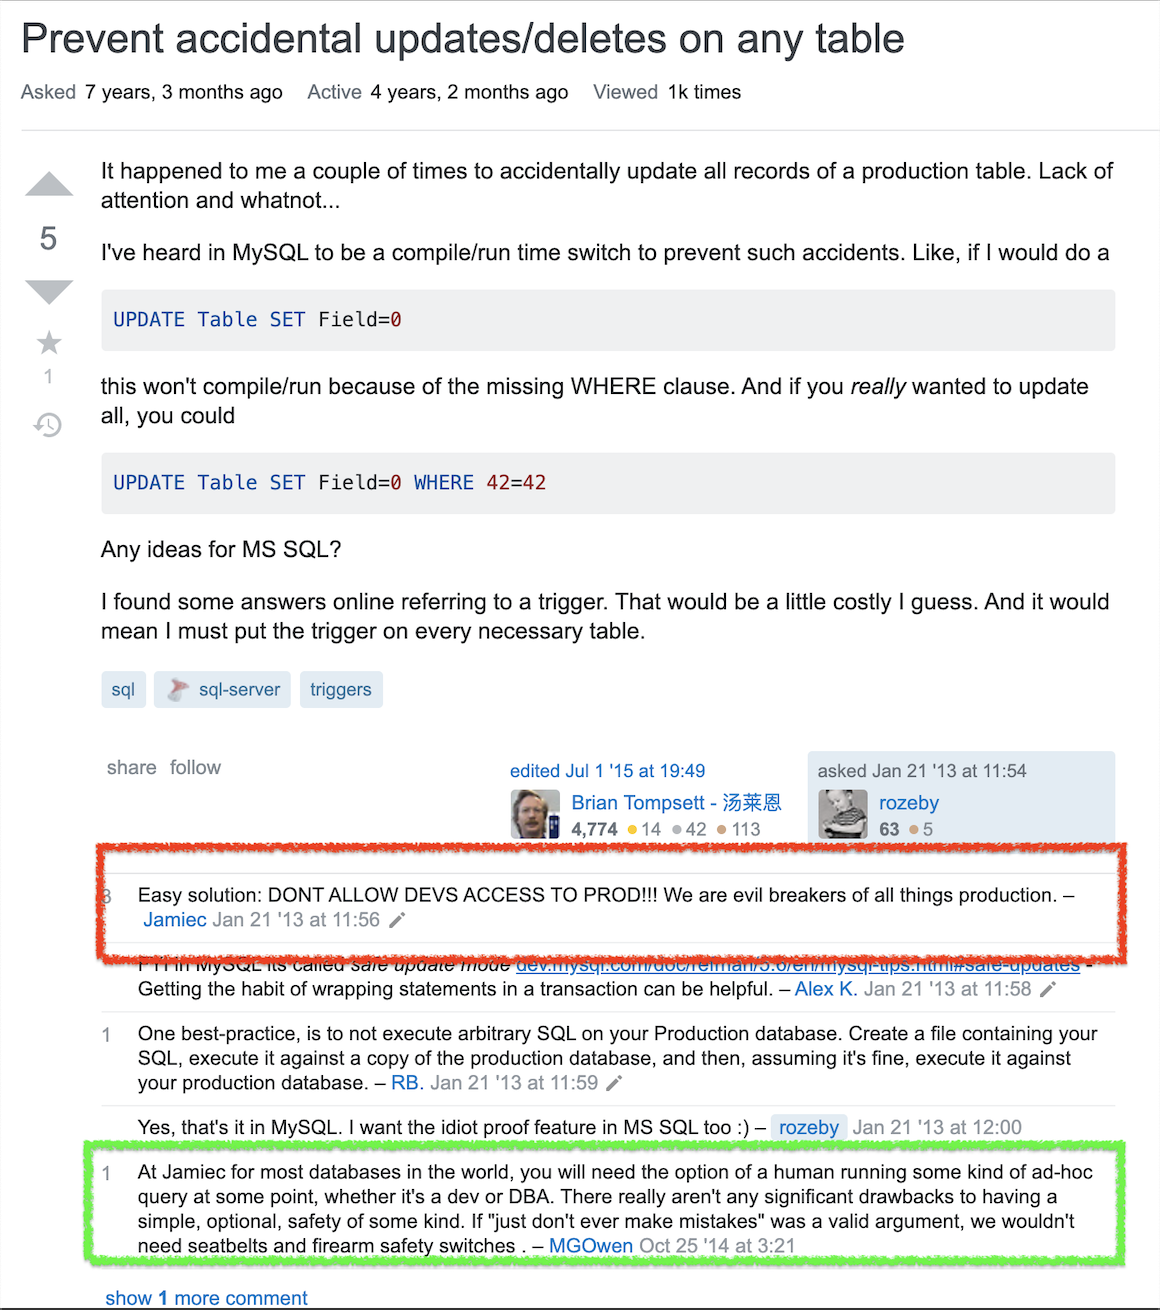 Prevent accidental updates/deletes on any table
Asked 7 years, 3 months ago Active 4 years, 2 months ago Viewed 1k times
It happened to me a couple of times to accidentally update all records of a production table. Lack of
attention and whatnot...
5
I've heard in MySQL to be a compile/run time switch to prevent such accidents. Like, if I would do a
UPDATE Table SET Field=0
1
this won't compile/run because of the missing WHERE clause. And if you really wanted to update
all, you could
UPDATE Table SET Field=0 WHERE 42=42
Any ideas for MS SQL?
I found some answers online referring to a trigger. That would be a little costly I guess. And it would
mean I must put the trigger on every necessary table.
sql sql-server triggers
share follow
edited Jul 1 '15 at 19:49
Brian Tompsett - 汤莱恩
4,774 14 42 113
asked Jan 21 '13 at 11:54
rozeby
63 5
3 Easy solution: DONT ALLOW DEVS ACCESS TO PROD!!! We are evil breakers of all things production. –
Jamiec Jan 21 '13 at 11:56
FYI in MySQL its called safe update mode dev.mysql.com/doc/refman/5.6/en/mysql-tips.html#safe-updates -
Getting the habit of wrapping statements in a transaction can be helpful. – Alex K. Jan 21 '13 at 11:58
1 One best-practice, is to not execute arbitrary SQL on your Production database. Create a file containing your
SQL, execute it against a copy of the production database, and then, assuming it's fine, execute it against
your production database. – RB. Jan 21 '13 at 11:59
Yes, that's it in MySQL. I want the idiot proof feature in MS SQL too :) – rozeby Jan 21 '13 at 12:00
1 At Jamiec for most databases in the world, you will need the option of a human running some kind of ad-hoc
query at some point, whether it's a dev or DBA. There really aren't any significant drawbacks to having a
simple, optional, safety of some kind. If "just don't ever make mistakes" was a valid argument, we wouldn't
need seatbelts and firearm safety switches . – MGOwen Oct 25 '14 at 3:21
show 1 more comment